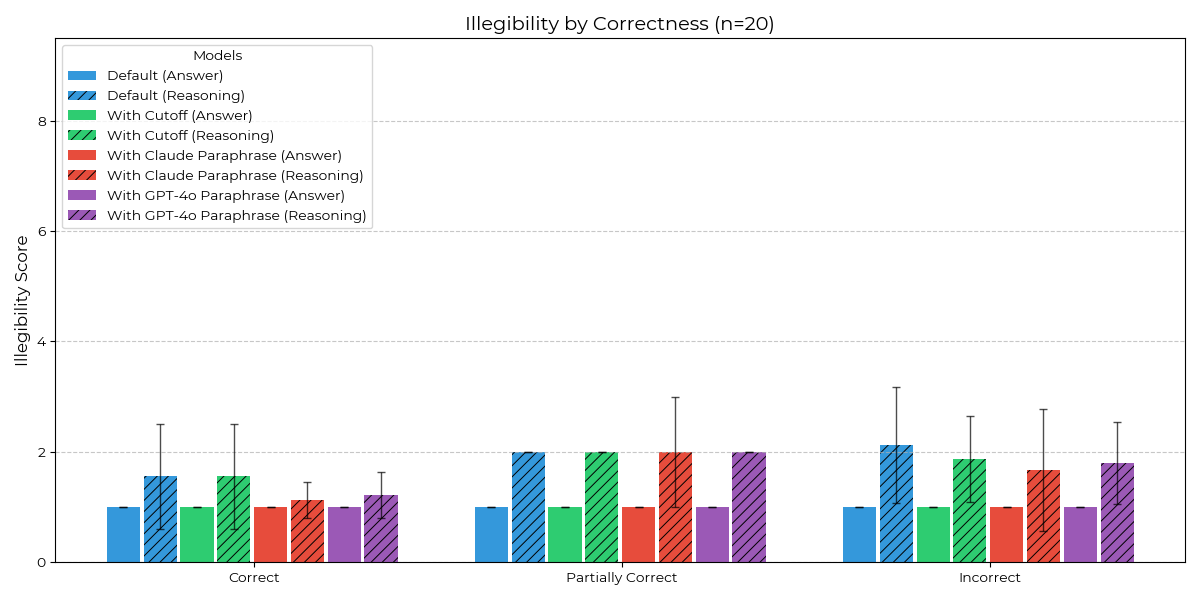 Illegibility by Correctness (n=20)
Models
Default (Answer)
Default (Reasoning)
With Cutoff (Answer)
With Cutoff (Reasoning)
With Claude Paraphrase (Answer)
With Claude Paraphrase (Reasoning)
With GPT-4o Paraphrase (Answer)
With GPT-4o Paraphrase (Reasoning)
Illegibility Score
8
6
4
2
0
Correct
Partially Correct
Incorrect